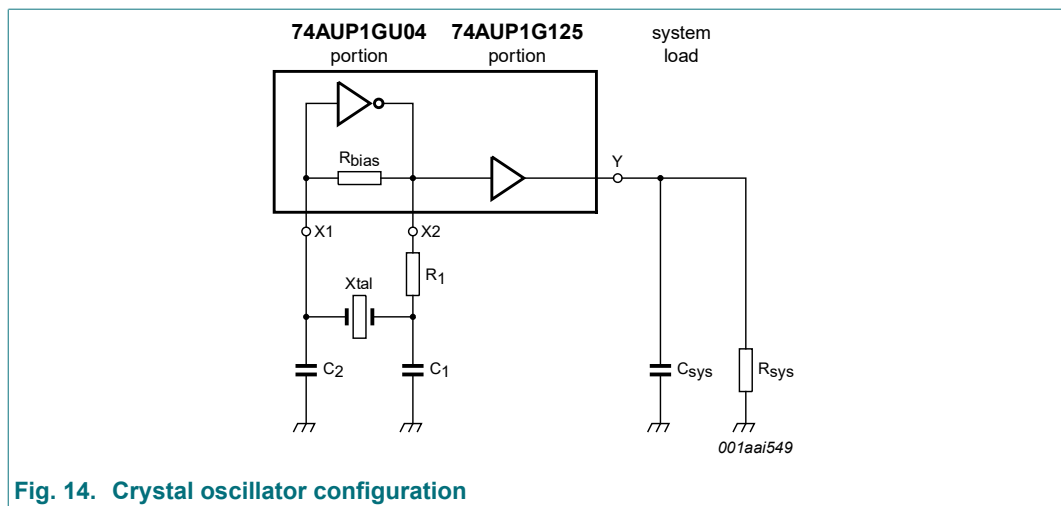 74AUP1GU04 74AUP1G125 system
portion portion load
Rbias
Y
X1 X2
R1
Xtal
C2 C1 Csys Rsys
001aai549
Fig. 14. Crystal oscillator configuration